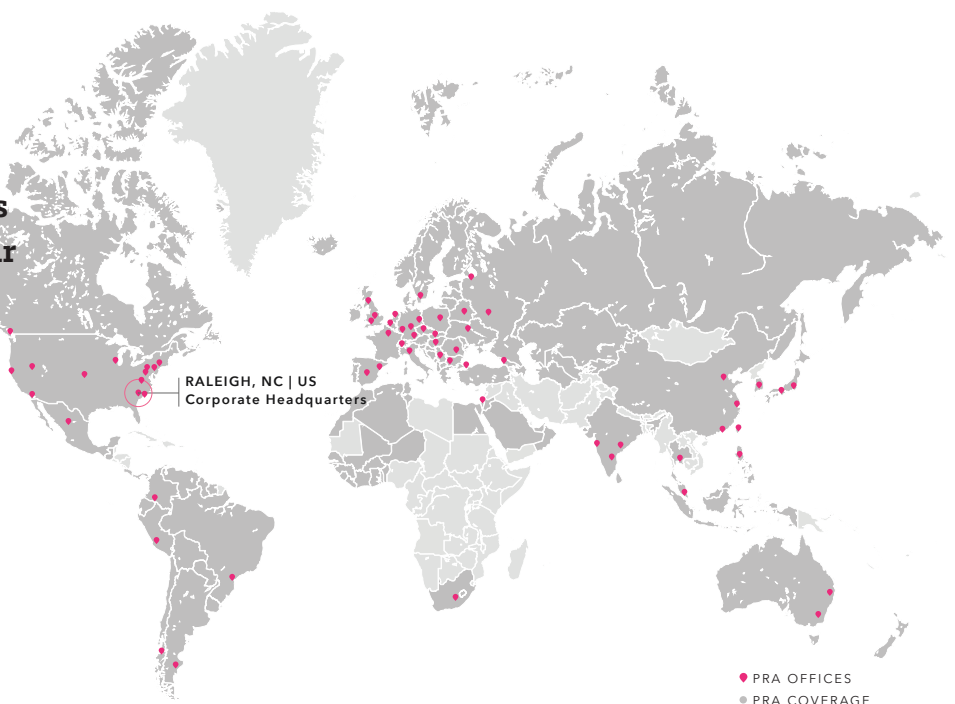 s
r
RALEIGH, NC | US
Corporate Headquarters
PRA OFFICES
PRA COVERAGE